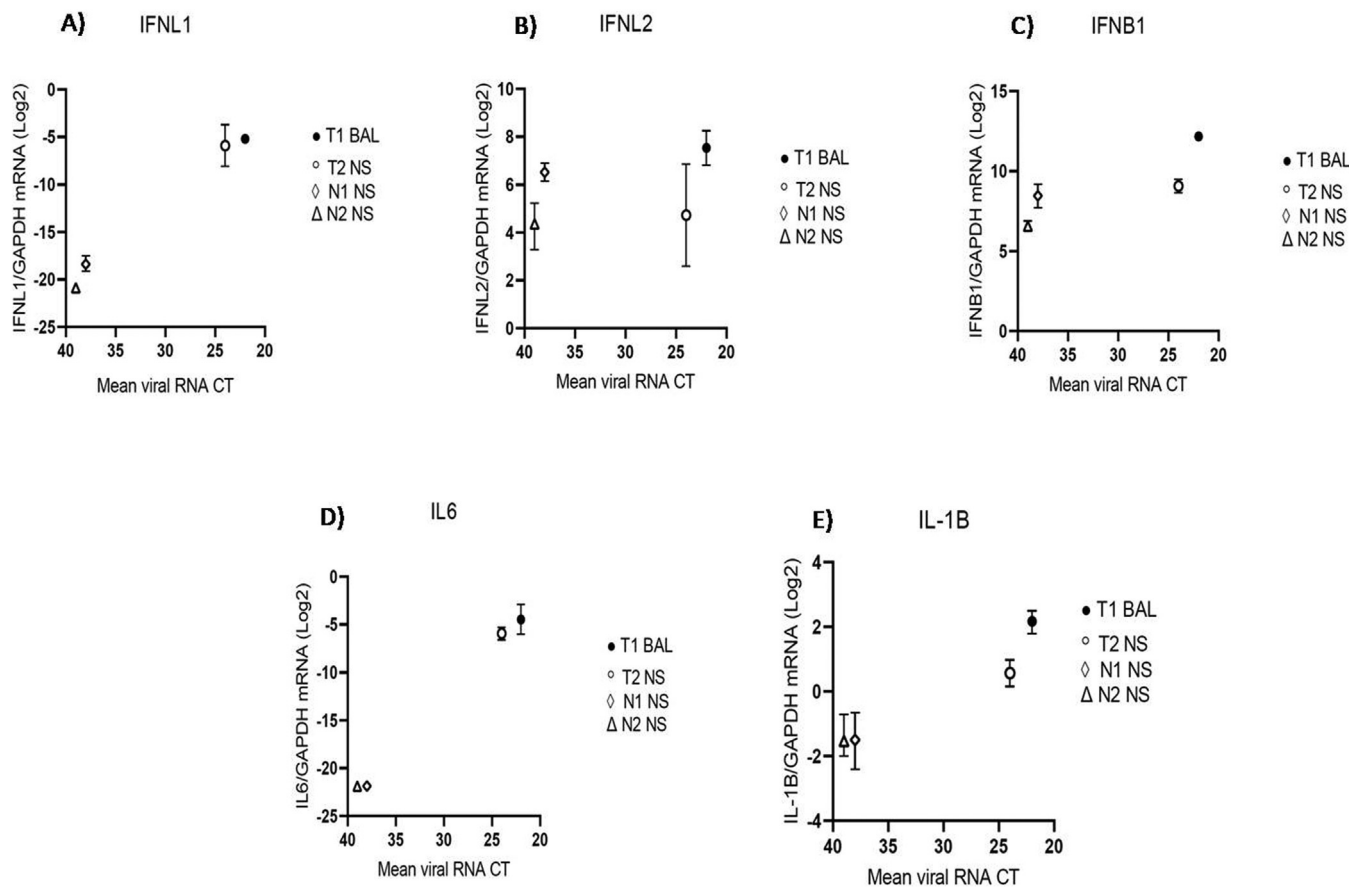 A) IFNL1
IFNL1/GAPDH mRNA (Log2)
0
-5
-10
-15
-20
-25
40 35 30 25 20
Mean viral RNA CT
T1 BAL
T2 NS
N1 NS
N2 NS
B) IFNL2
IFNL2/GAPDH mRNA (Log2)
10
8
6
4
2
0
40 35 30 25 20
Mean viral RNA CT
T1 BAL
T2 NS
N1 NS
N2 NS
C) IFNB1
IFNB1/GAPDH mRNA (Log2)
15
10
5
0
40 35 30 25 20
Mean viral RNA CT
T1 BAL
T2 NS
N1 NS
N2 NS
D) IL6
IL6/GAPDH mRNA (Log2)
0
-5
-10
-15
-20
-25
40 35 30 25 20
Mean viral RNA CT
T1 BAL
T2 NS
N1 NS
N2 NS
E) IL-1B
IL-1B/GAPDH mRNA (Log2)
4
2
0
-2
-4
40 35 30 25 20
Mean viral RNA CT
T1 BAL
T2 NS
N1 NS
N2 NS